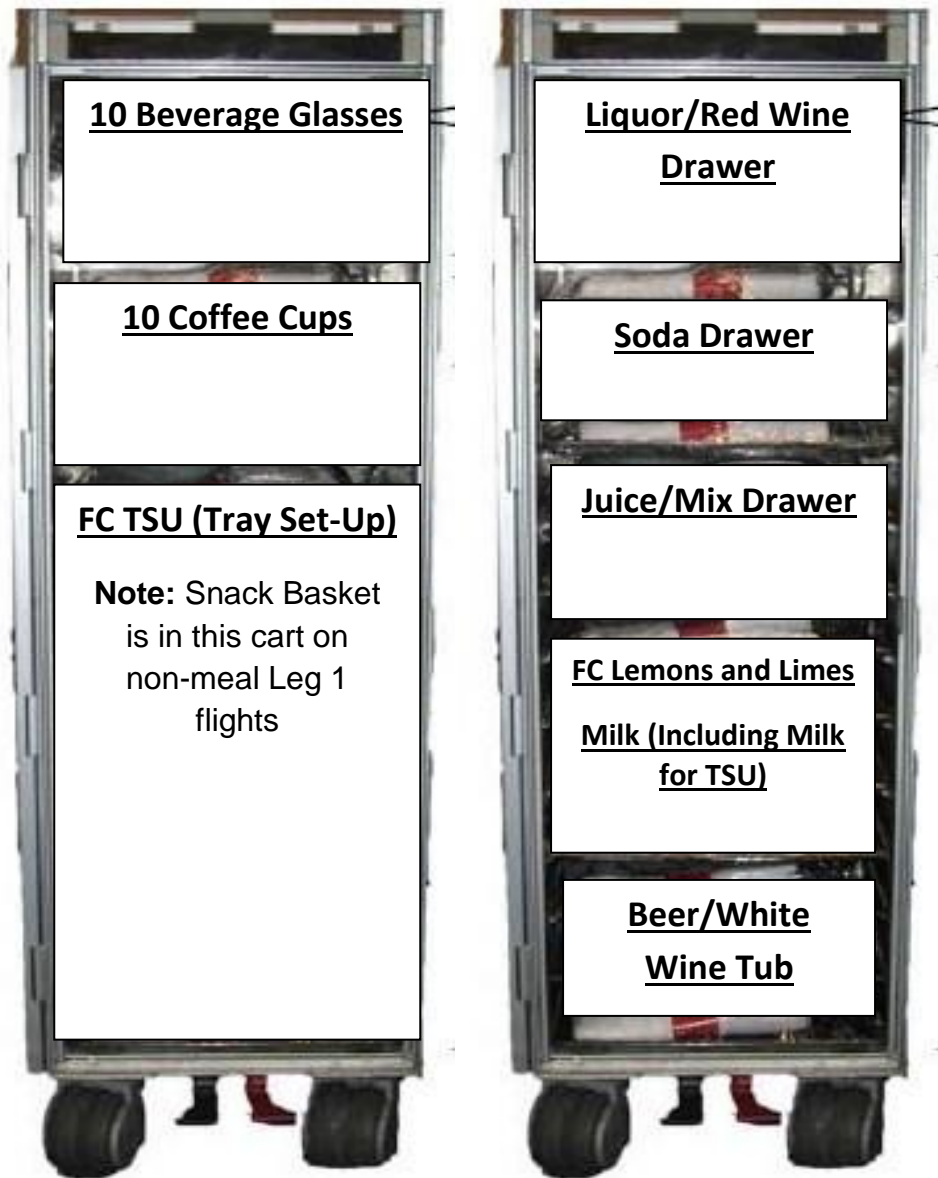 10 Beverage Glasses
10 Coffee Cups
FC TSU (Tray Set-Up)
Note: Snack Basket
is in this cart on
non-meal Leg 1
flights
Liquor/Red Wine
Drawer
Soda Drawer
Juice/Mix Drawer
FC Lemons and Limes
Milk (Including Milk
for TSU)
Beer/White
Wine Tub